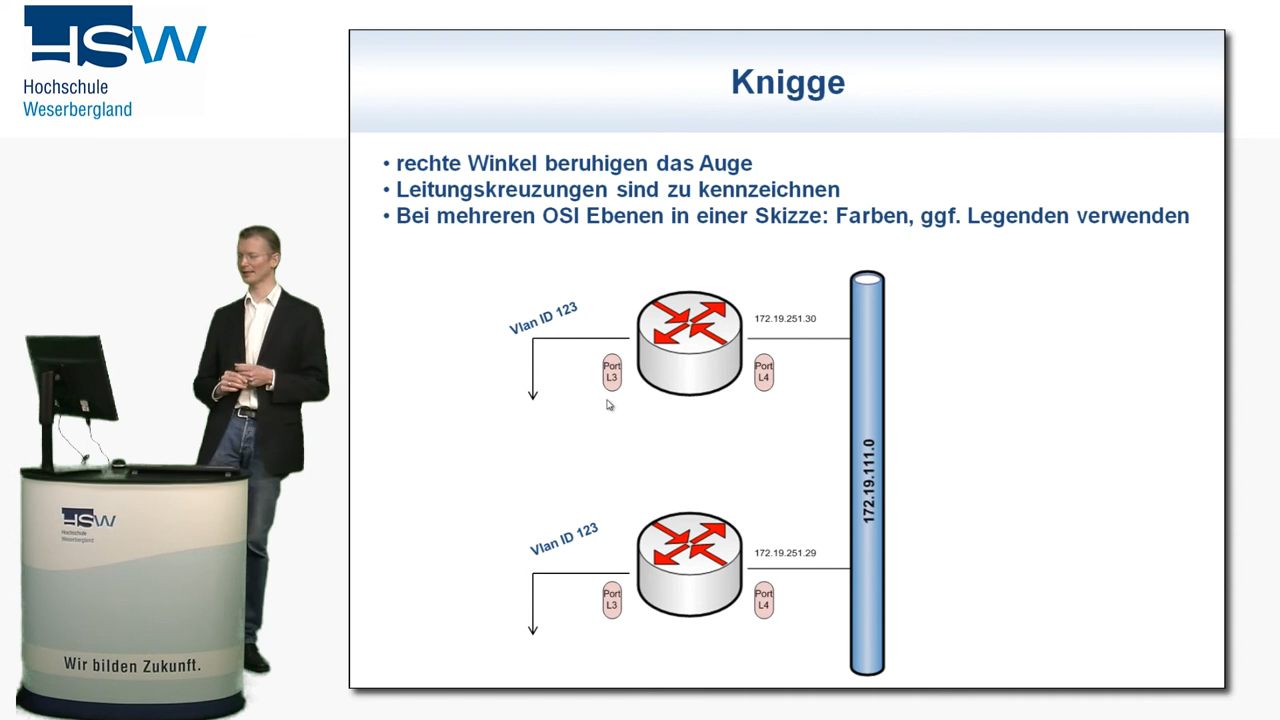 HSW
Hochschule
Weserbergland
Knigge
• rechte Winkel beruhigen das Auge
• Leitungskreuzungen sind zu kennzeichnen
• Bei mehreren OSI Ebenen in einer Skizze: Farben, ggf. Legenden verwenden
Vlan ID 123
172.19.251.30
Port
L3
Port
L4
172.19.111.0
Vlan ID 123
172.19.251.29
Port
L3
Port
L4
HSW
Hochschule
Weserbergland
Wir bilden Zukunft.